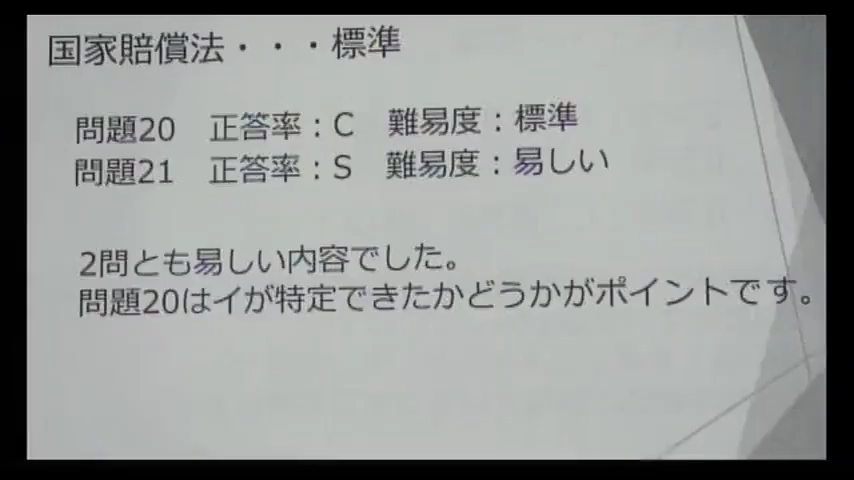 国家賠償法・・・標準
問題20　正答率：C　難易度：標準
問題21　正答率：S　難易度：易しい
2問とも易しい内容でした。
問題20はイが特定できたかどうかがポイントです。